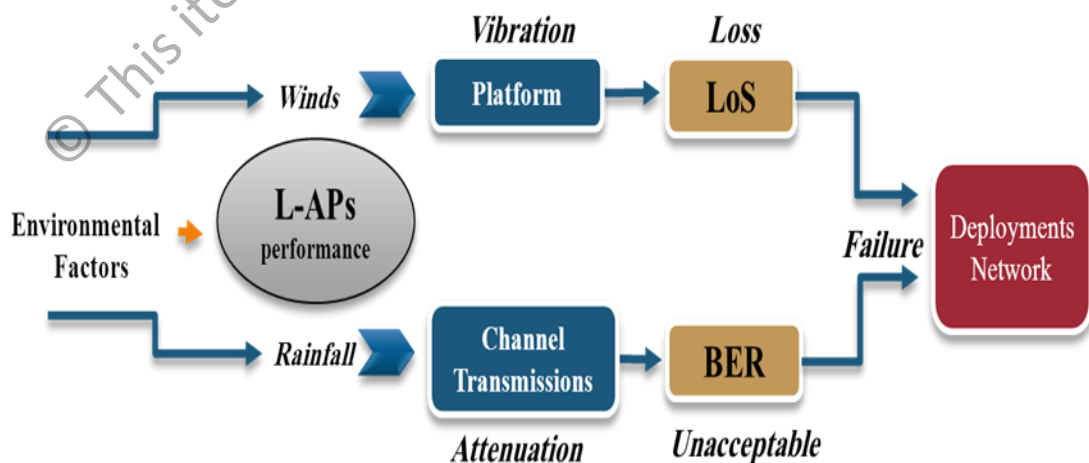 © This ite
Vibration
Loss
Winds
Platform
LoS
L-APs
performance
Environmental
Factors
Failure
Deployments
Network
Rainfall
Channel
Transmissions
BER
Attenuation
Unacceptable